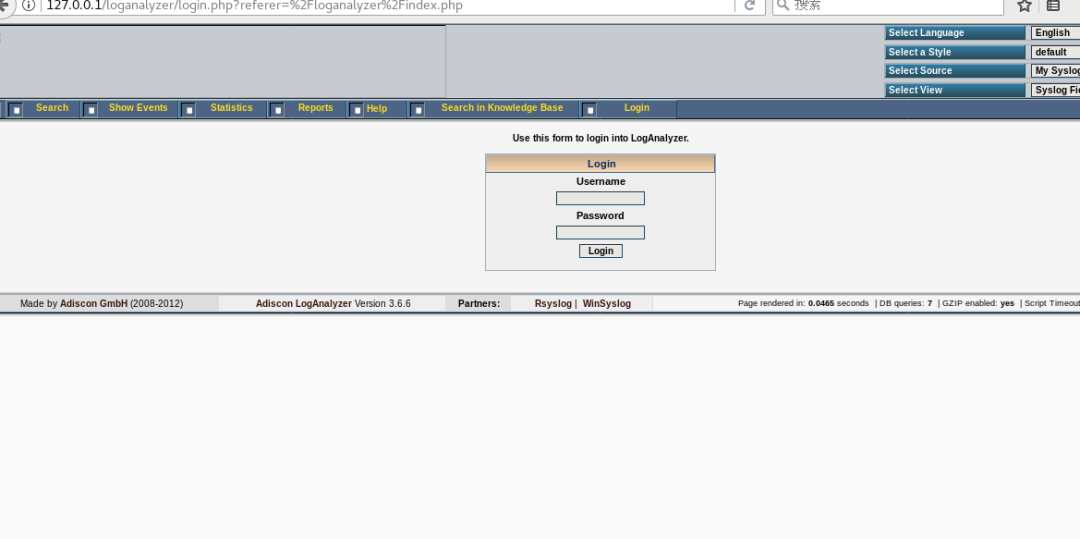 127.0.0.1/loganalyzer/login.php?referer=%2Floganalyzer%2Findex.php
搜索
Select Language English
Select a Style default
Select Source My Syslog
Select View Syslog
Search Show Events Statistics Reports Help Search in Knowledge Base Login
Use this form to login into LogAnalyzer.
Login
Username
Password
Login
Made by Adiscon GmbH (2008-2012) Adiscon LogAnalyzer Version 3.6.6 Partners: Rsyslog | WinSyslog Page rendered in: 0.0465 seconds | DB queries: 7 | GZIP enabled: yes | Script Timeout